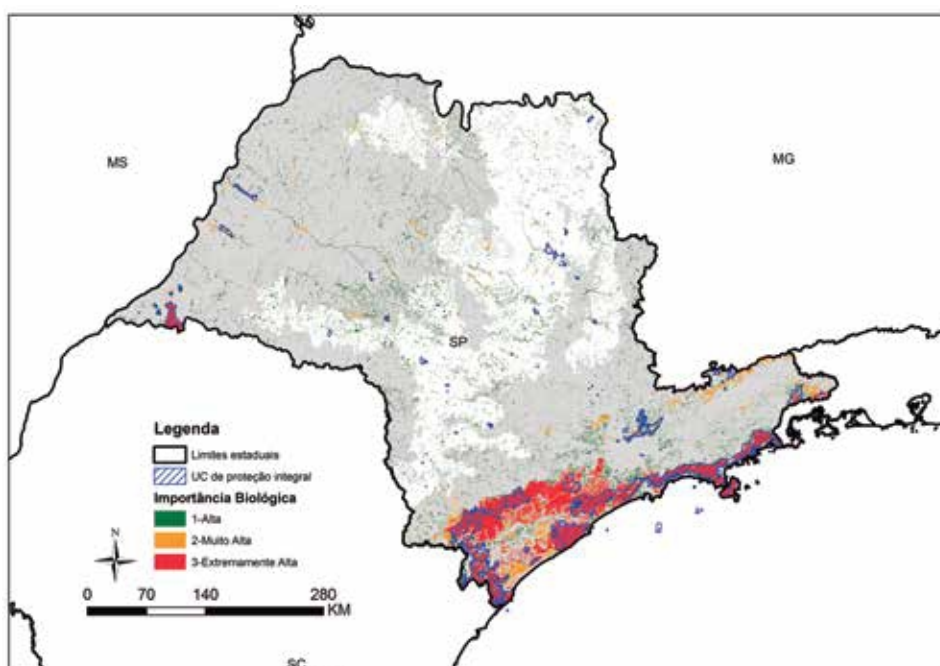 MS
MG
SP
Legenda
Limites estaduais
UC de proteção integral
Importância Biológica
1-Alta
2-Muito Alta
3-Extremamente Alta
N
0 70 140 280
KM
SC